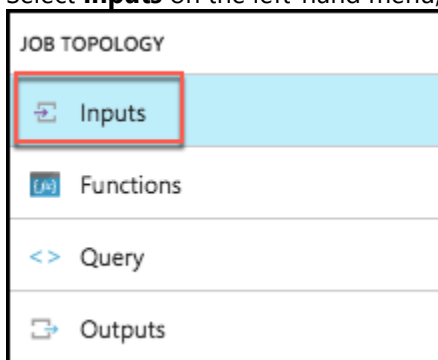 Select Inputs on the left-hand menu,
JOB TOPOLOGY
Inputs
Functions
Query
Outputs